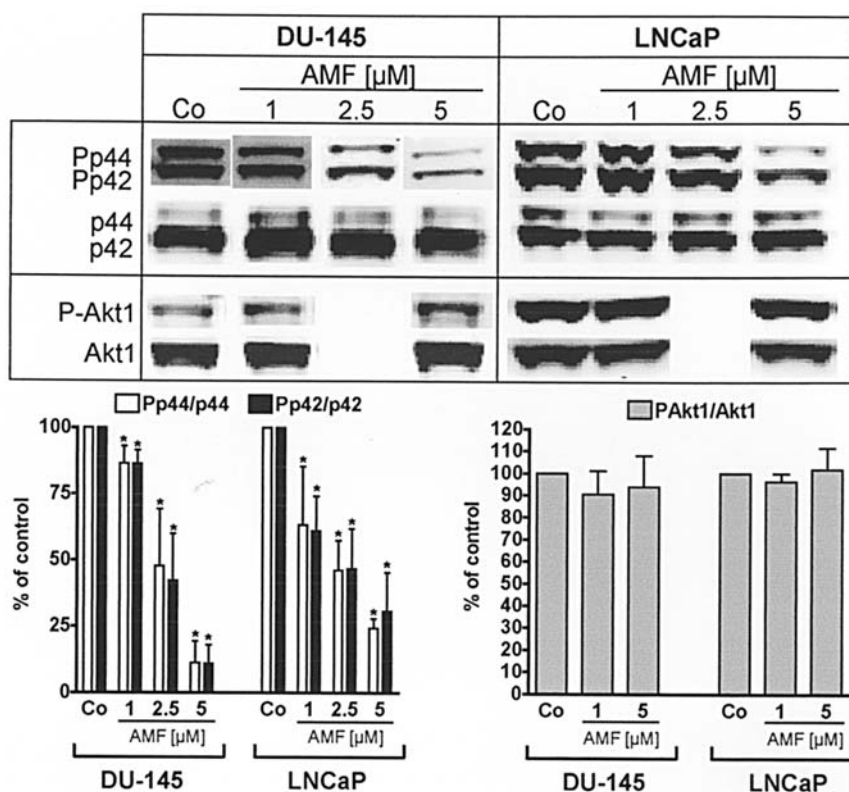 DU-145 LNCaP
AMF [µM] AMF [µM]
Co 1 2.5 5 Co 1 2.5 5
Pp44
Pp42
p44
p42
P-Akt1
Akt1
Pp44/p44 Pp42/p42
PAkt1/Akt1
% of control
100
75
50
25
0
* * * * * * * * * * * *
Co 1 2.5 5 Co 1 2.5 5
AMF [µM] AMF [µM]
DU-145 LNCaP
% of control
120
110
100
90
80
70
60
50
40
30
20
10
0
Co 1 5 Co 1 5
AMF [µM] AMF [µM]
DU-145 LNCaP